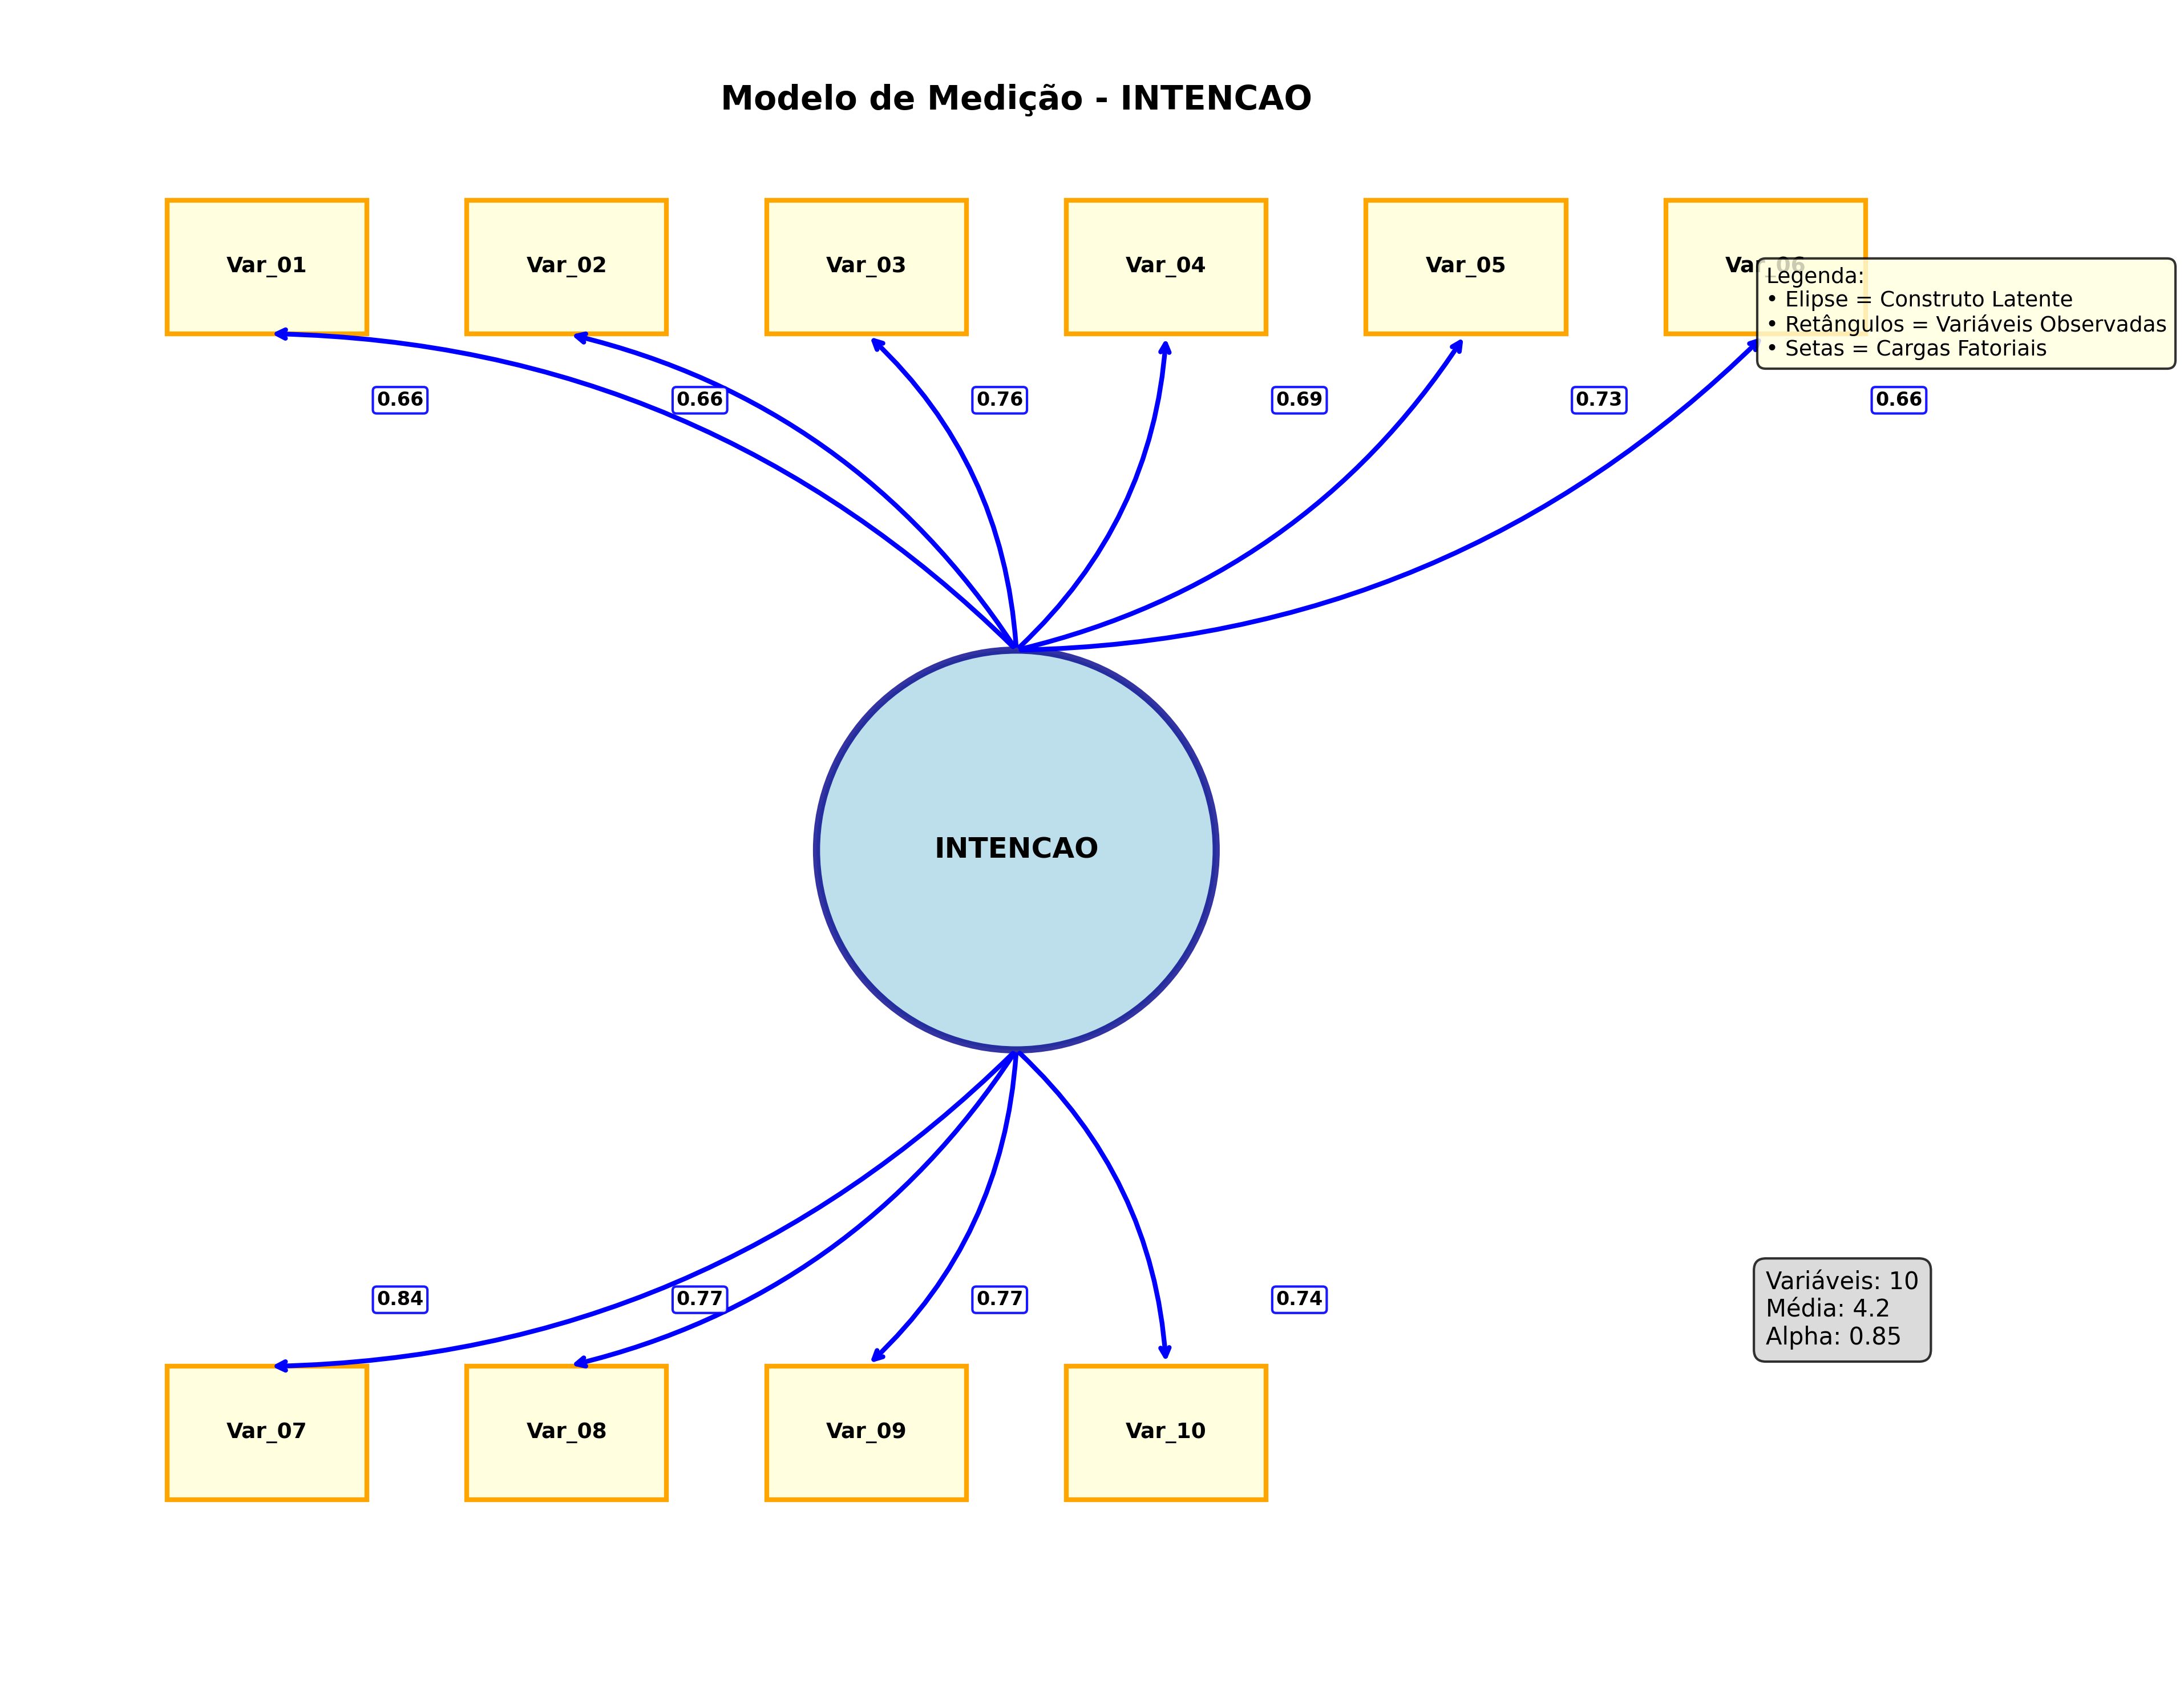 Modelo de Medição - INTENCAO
Var_01
Var_02
Var_03
Var_04
Var_05
Var_06
Legenda:
• Elipse = Construto Latente
• Retângulos = Variáveis Observadas
• Setas = Cargas Fatoriais
0.66
0.66
0.76
0.69
0.73
0.66
INTENCAO
0.84
0.77
0.77
0.74
Variáveis: 10
Média: 4.2
Alpha: 0.85
Var_07
Var_08
Var_09
Var_10